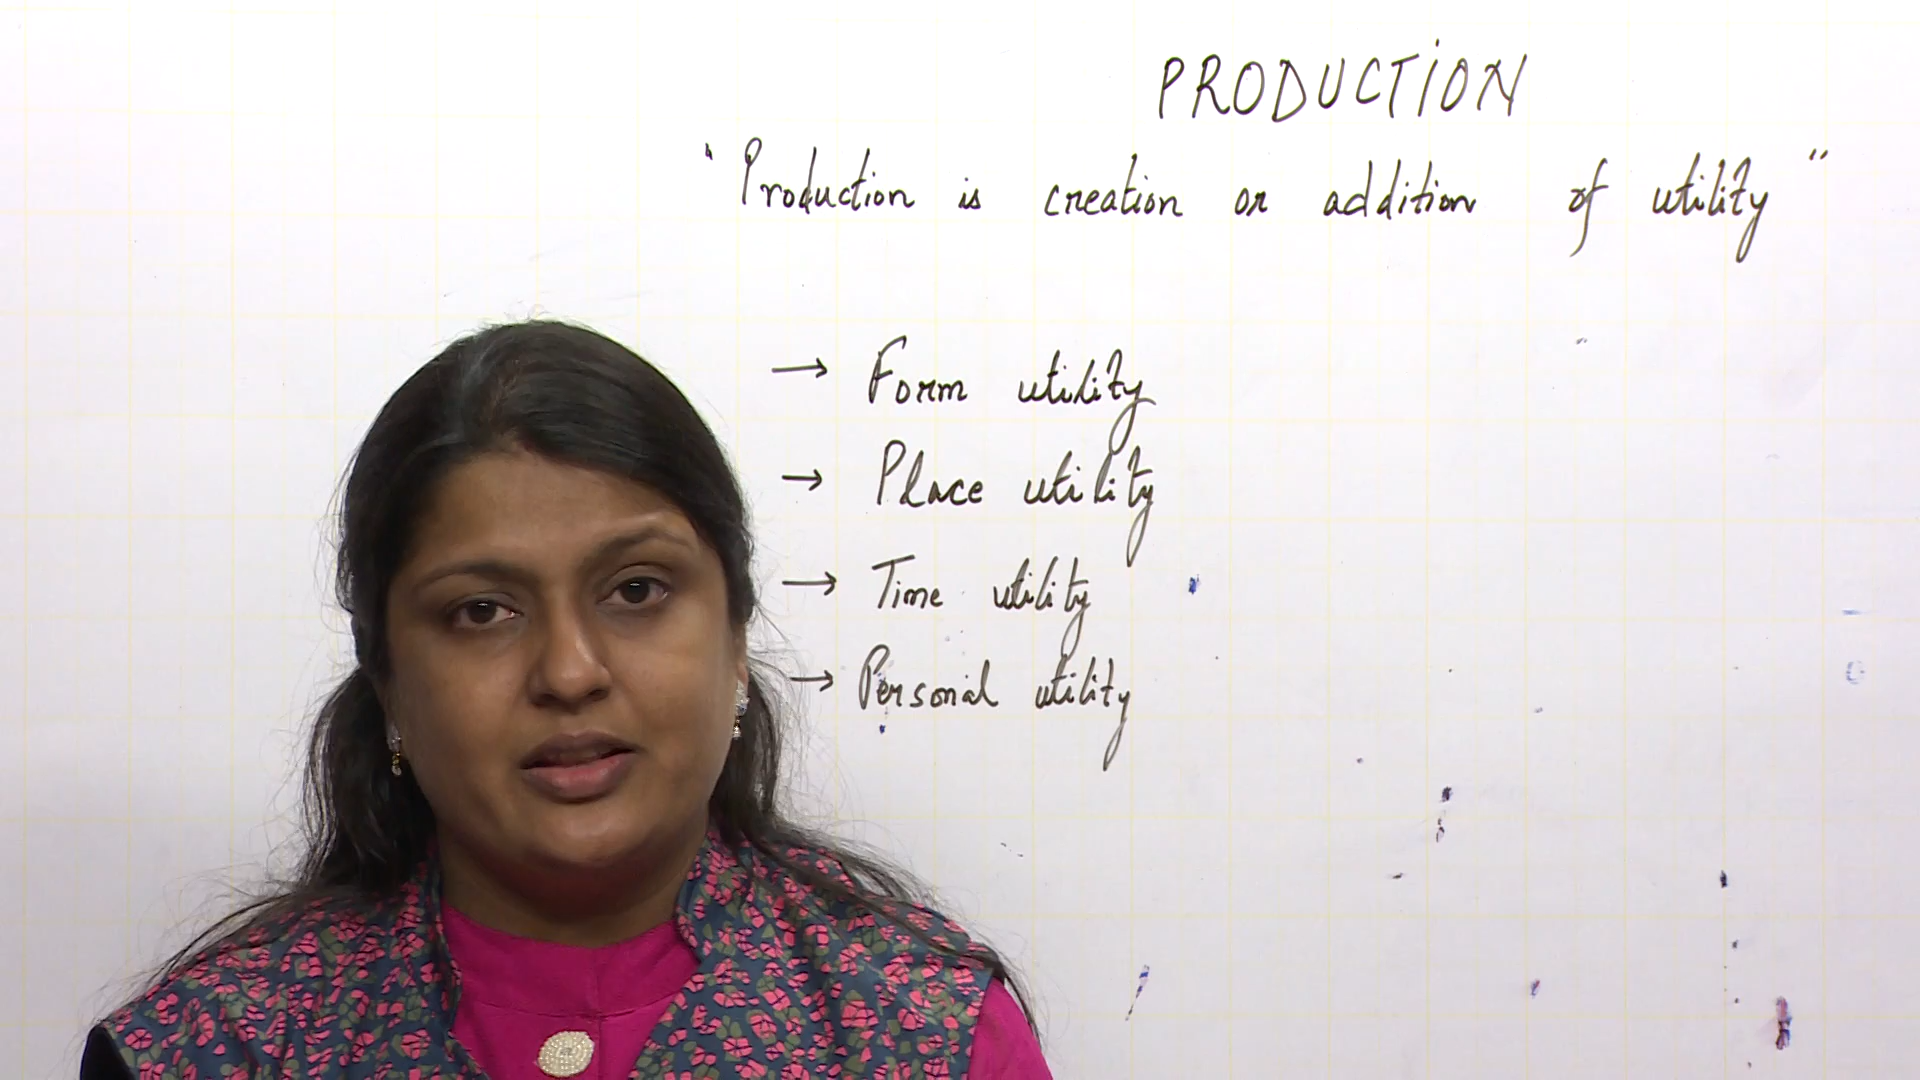 PRODUCTION
" Production is creation or addition of utility "
→ Form utility
→ Place utility
→ Time utility
→ Personal utility